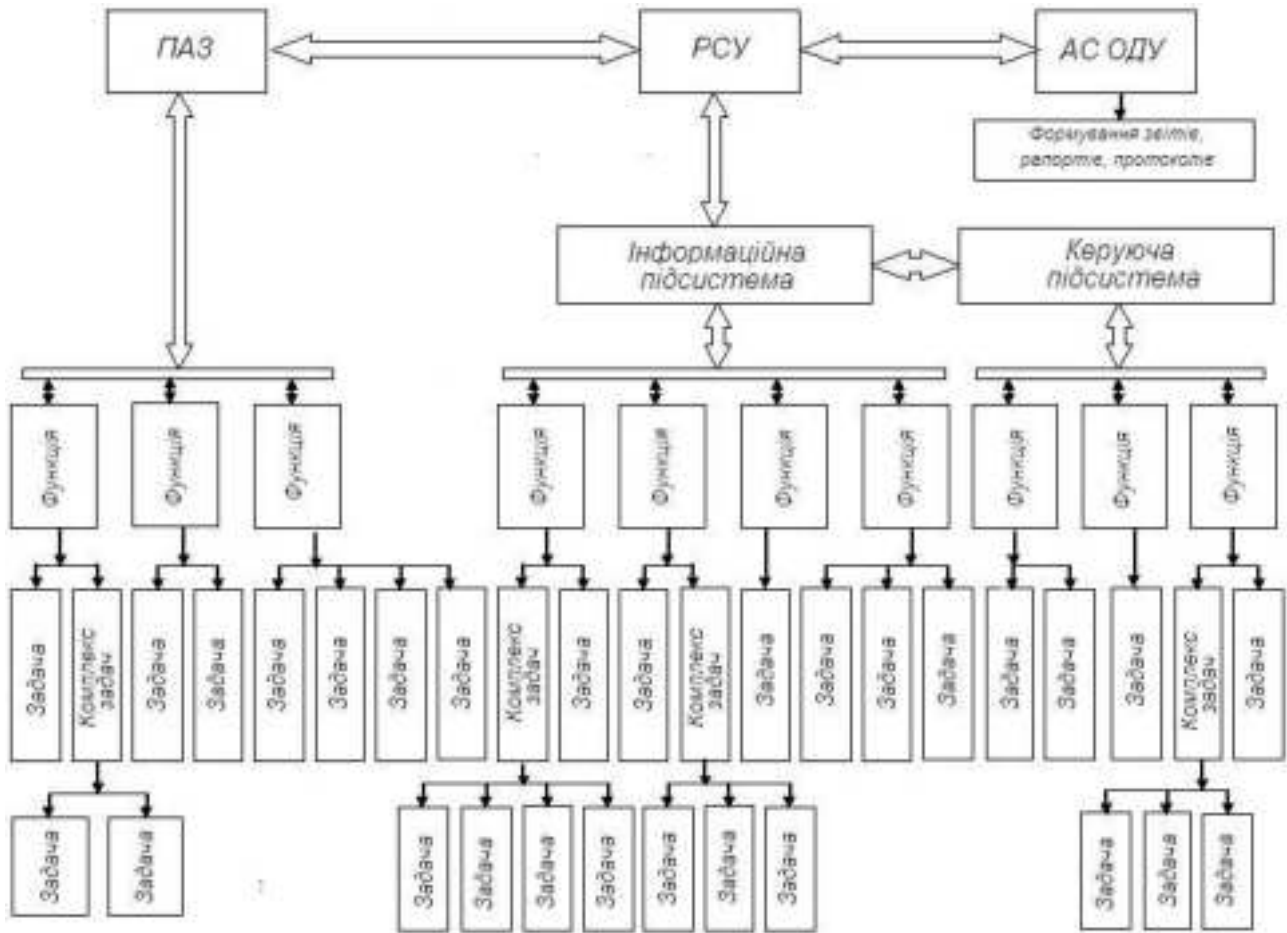 ПАЗ
РСУ
АС ОДУ
Формування звітів,
рапортів, протоколів
Інформаційна
підсистема
Керуюча
підсистема
Функція
Функція
Функція
Функція
Функція
Функція
Функція
Функція
Функція
Функція
Задача
Комплекс
задач
Задача
Задача
Задача
Задача
Задача
Задача
Комплекс
задач
Задача
Задача
Комплекс
задач
Задача
Задача
Задача
Задача
Задача
Задача
Задача
Комплекс
задач
Задача
Задача
Задача
Задача
Задача
Задача
Задача
Задача
Задача
Задача
Задача
Задача
Задача